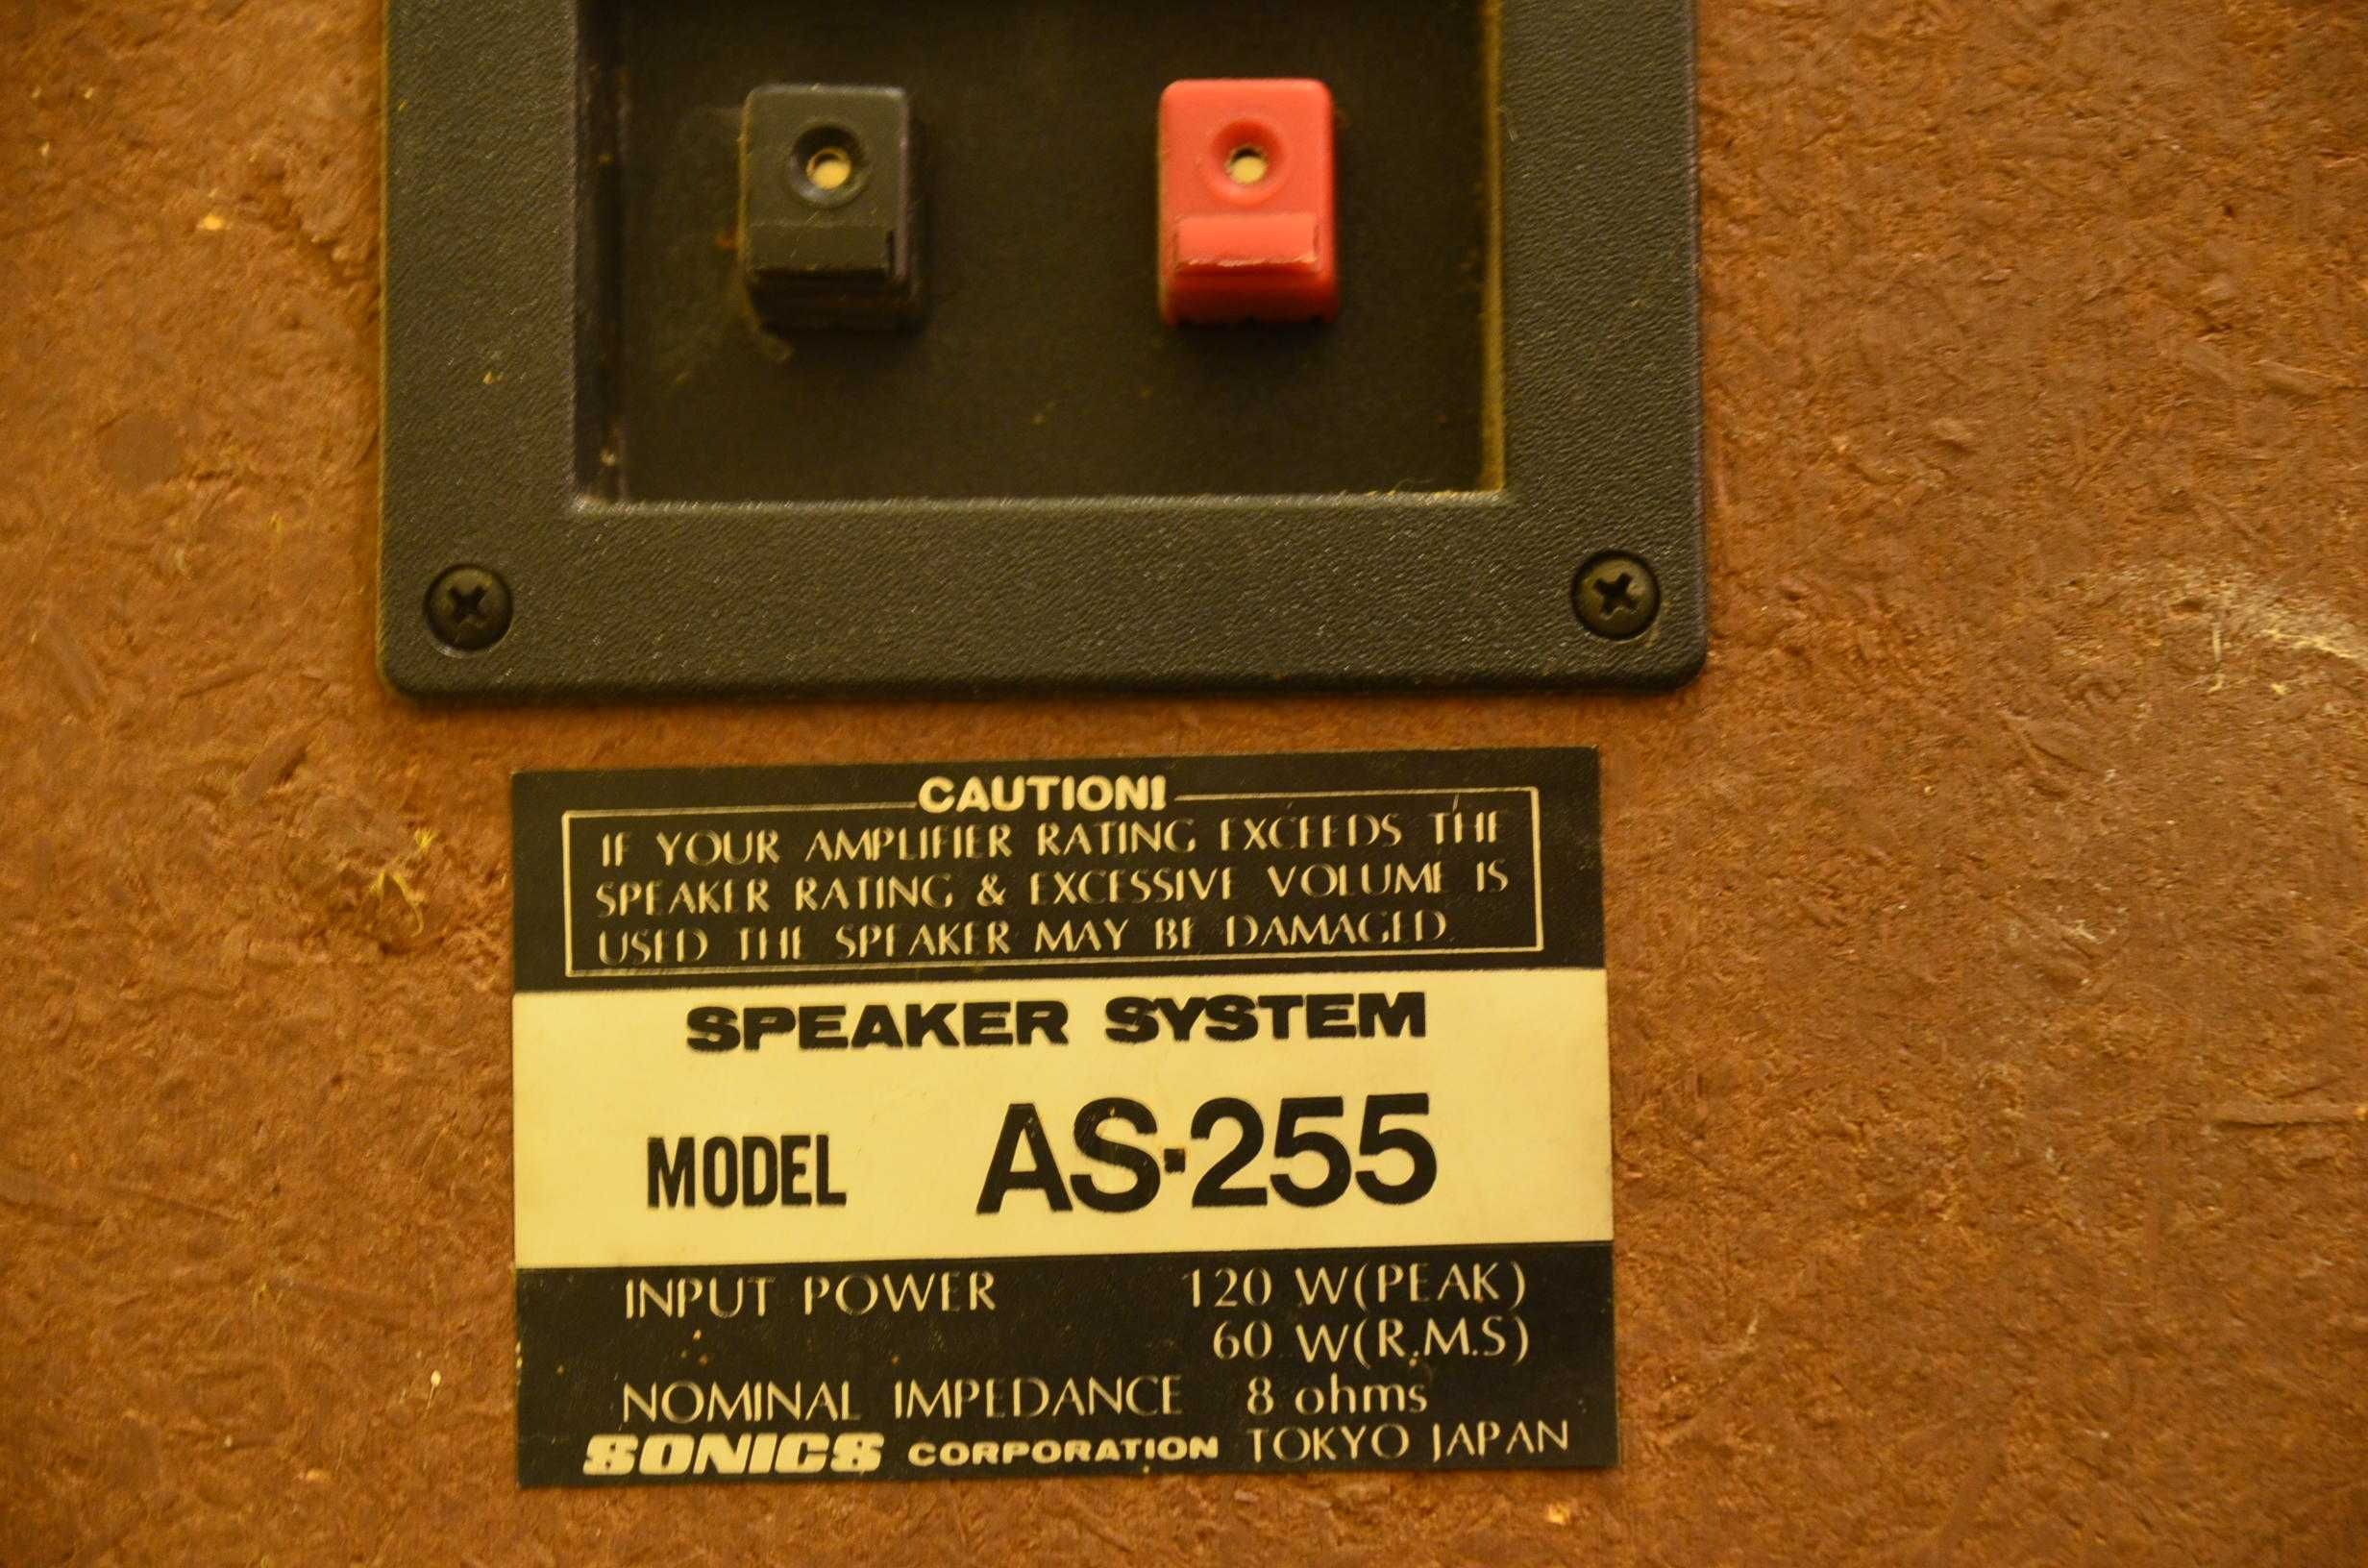 CAUTION!
IF YOUR AMPLIFIER RATING EXCEEDS THE
SPEAKER RATING & EXCESSIVE VOLUME IS
USED THE SPEAKER MAY BE DAMAGED.
SPEAKER SYSTEM
MODEL AS-255
INPUT POWER 120 W(PEAK)
60 W(R.M.S)
NOMINAL IMPEDANCE 8 ohms
SONICS CORPORATION TOKYO JAPAN